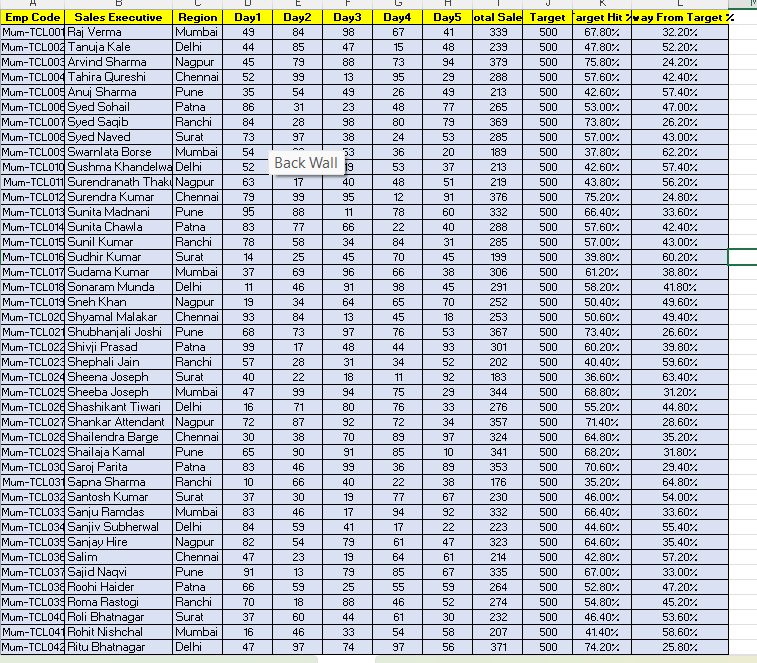 Emp Code Sales Executive Region Day1 Day2 Day3 Day4 Day5 otal Sale Target Target Hit % way From Target %
Mum-TCL001 Raj Verma Mumbai 49 84 98 67 41 339 500 67.80% 32.20%
Mum-TCL002 Tanuja Kale Delhi 44 85 47 15 48 239 500 47.80% 52.20%
Mum-TCL003 Arvind Sharma Nagpur 45 79 88 73 94 379 500 75.80% 24.20%
Mum-TCL004 Tahira Qureshi Chennai 52 99 13 95 29 288 500 57.60% 42.40%
Mum-TCL005 Anuj Sharma Pune 35 54 49 26 49 213 500 42.60% 57.40%
Mum-TCL006 Syed Sohail Patna 86 31 23 48 77 265 500 53.00% 47.00%
Mum-TCL007 Syed Saqib Ranchi 84 28 98 80 79 369 500 73.80% 26.20%
Mum-TCL008 Syed Naved Surat 73 97 38 24 53 285 500 57.00% 43.00%
Mum-TCL009 Swarnlata Borse Mumbai 54 53 36 20 189 500 37.80% 62.20%
Back Wall
Mum-TCL010 Sushma Khandelwa Delhi 52 9 53 37 213 500 42.60% 57.40%
Mum-TCL011 Surendranath Thaku Nagpur 63 17 40 48 51 219 500 43.80% 56.20%
Mum-TCL012 Surendra Kumar Chennai 79 99 95 12 91 376 500 75.20% 24.80%
Mum-TCL013 Sunita Madnani Pune 95 88 11 78 60 332 500 66.40% 33.60%
Mum-TCL014 Sunita Chawla Patna 83 77 66 22 40 288 500 57.60% 42.40%
Mum-TCL015 Sunil Kumar Ranchi 78 58 34 84 31 285 500 57.00% 43.00%
Mum-TCL016 Sudhir Kumar Surat 14 25 45 70 45 199 500 39.80% 60.20%
Mum-TCL017 Sudama Kumar Mumbai 37 69 96 66 38 306 500 61.20% 38.80%
Mum-TCL018 Sonaram Munda Delhi 11 46 91 98 45 291 500 58.20% 41.80%
Mum-TCL019 Sneh Khan Nagpur 19 34 64 65 70 252 500 50.40% 49.60%
Mum-TCL020 Shyamal Malakar Chennai 93 84 13 45 18 253 500 50.60% 49.40%
Mum-TCL021 Shubhanjali Joshi Pune 68 73 97 76 53 367 500 73.40% 26.60%
Mum-TCL022 Shivji Prasad Patna 99 17 48 44 93 301 500 60.20% 39.80%
Mum-TCL023 Shephali Jain Ranchi 57 28 31 34 52 202 500 40.40% 59.60%
Mum-TCL024 Sheena Joseph Surat 40 22 18 11 92 183 500 36.60% 63.40%
Mum-TCL025 Sheeba Joseph Mumbai 47 99 94 75 29 344 500 68.80% 31.20%
Mum-TCL026 Shashikant Tiwari Delhi 16 71 80 76 33 276 500 55.20% 44.80%
Mum-TCL027 Shankar Attendant Nagpur 72 87 92 72 34 357 500 71.40% 28.60%
Mum-TCL028 Shailendra Barge Chennai 30 38 70 89 97 324 500 64.80% 35.20%
Mum-TCL029 Shailaja Kamal Pune 65 90 91 85 10 341 500 68.20% 31.80%
Mum-TCL030 Saroj Parita Patna 83 46 99 36 89 353 500 70.60% 29.40%
Mum-TCL031 Sapna Sharma Ranchi 10 66 40 22 38 176 500 35.20% 64.80%
Mum-TCL032 Santosh Kumar Surat 37 30 19 77 67 230 500 46.00% 54.00%
Mum-TCL033 Sanju Ramdas Mumbai 83 46 17 94 92 332 500 66.40% 33.60%
Mum-TCL034 Sanjiv Subherwal Delhi 84 59 41 17 22 223 500 44.60% 55.40%
Mum-TCL035 Sanjay Hire Nagpur 82 54 79 61 47 323 500 64.60% 35.40%
Mum-TCL036 Salim Chennai 47 23 19 64 61 214 500 42.80% 57.20%
Mum-TCL037 Sajid Naqvi Pune 91 13 79 85 67 335 500 67.00% 33.00%
Mum-TCL038 Roohi Haider Patna 66 59 25 55 59 264 500 52.80% 47.20%
Mum-TCL039 Roma Rastogi Ranchi 70 18 88 46 52 274 500 54.80% 45.20%
Mum-TCL040 Roli Bhatnagar Surat 37 60 44 61 30 232 500 46.40% 53.60%
Mum-TCL041 Rohit Nishchal Mumbai 16 46 33 54 58 207 500 41.40% 58.60%
Mum-TCL042 Ritu Bhatnagar Delhi 47 97 74 97 56 371 500 74.20% 25.80%